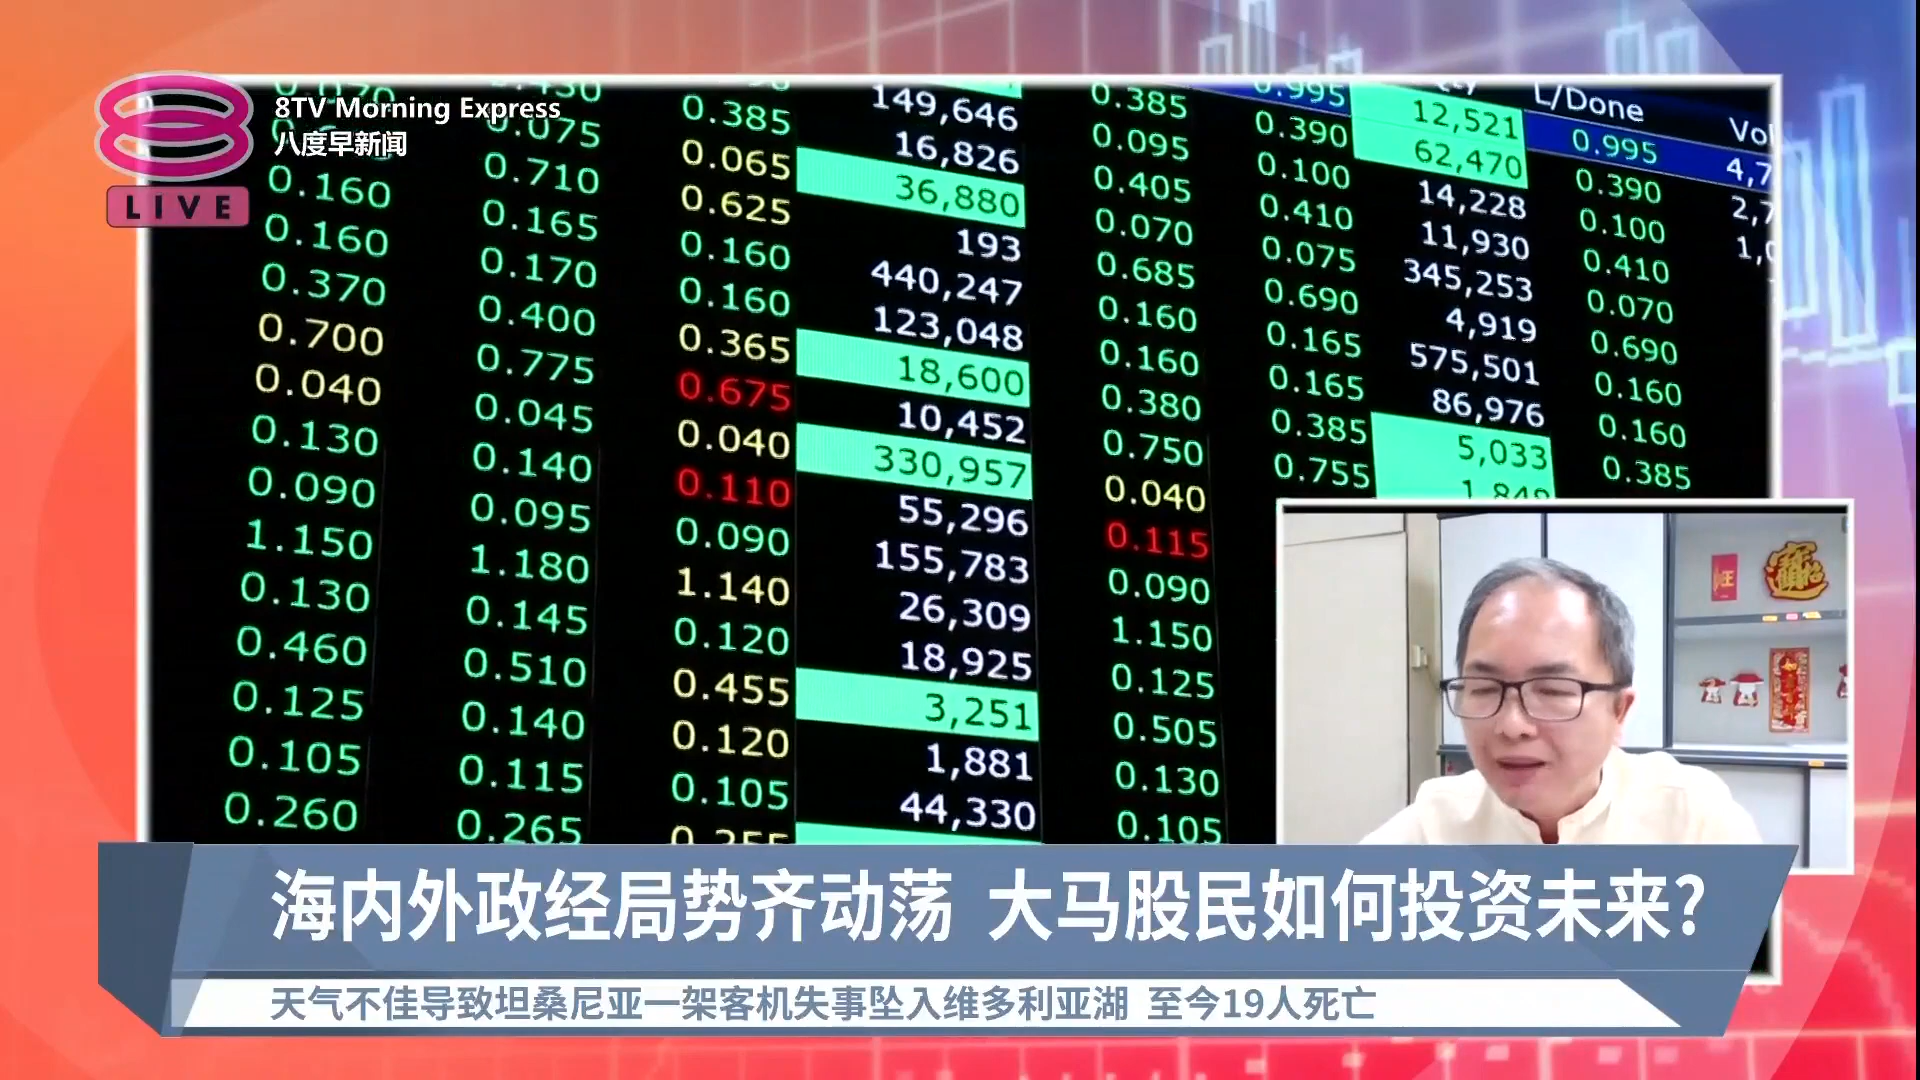 8TV Morning Express
八度早新闻
LIVE
L/Done
0.385 149,646 0.385 0.995 12,521 0.995
0.075 0.065 16,826 0.095 0.390 62,470 0.390
0.160 0.710 0.625 36,880 0.405 0.100 14,228 0.100
0.160 0.165 0.160 193 0.070 0.410 11,930 0.410
0.370 0.170 0.160 440,247 0.685 0.075 345,253 0.070
0.700 0.400 0.365 123,048 0.160 0.690 4,919 0.690
0.040 0.775 0.675 18,600 0.160 0.165 575,501 0.160
0.130 0.045 0.040 10,452 0.380 0.165 86,976 0.160
0.090 0.140 0.110 330,957 0.750 0.385 5,033 0.385
1.150 0.095 0.090 55,296 0.040 0.755
0.130 1.180 1.140 155,783 0.115
0.460 0.145 0.120 26,309 0.090
0.125 0.510 0.455 18,925 1.150
0.105 0.140 0.120 3,251 0.125
0.260 0.115 0.105 1,881 0.505
0.265 44,330 0.130
0.105
旺
海内外政经局势齐动荡 大马股民如何投资未来?
天气不佳导致坦桑尼亚一架客机失事坠入维多利亚湖 至今19人死亡